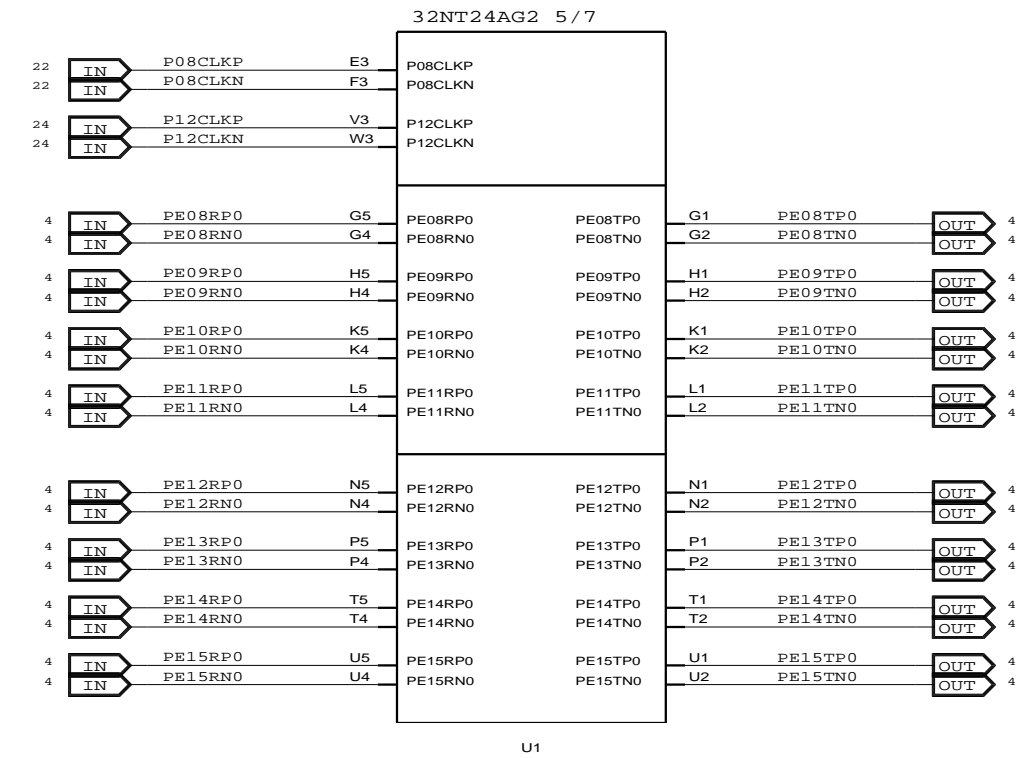 32NT24AG2 5/7
22 IN P08CLKP E3 P08CLKP
22 IN P08CLKN F3 P08CLKN
24 IN P12CLKP V3 P12CLKP
24 IN P12CLKN W3 P12CLKN
4 IN PE08RP0 G5 PE08RP0 PE08TP0 G1 PE08TP0 OUT 4
4 IN PE08RN0 G4 PE08RN0 PE08TN0 G2 PE08TN0 OUT 4
4 IN PE09RP0 H5 PE09RP0 PE09TP0 H1 PE09TP0 OUT 4
4 IN PE09RN0 H4 PE09RN0 PE09TN0 H2 PE09TN0 OUT 4
4 IN PE10RP0 K5 PE10RP0 PE10TP0 K1 PE10TP0 OUT 4
4 IN PE10RN0 K4 PE10RN0 PE10TN0 K2 PE10TN0 OUT 4
4 IN PE11RP0 L5 PE11RP0 PE11TP0 L1 PE11TP0 OUT 4
4 IN PE11RN0 L4 PE11RN0 PE11TN0 L2 PE11TN0 OUT 4
4 IN PE12RP0 N5 PE12RP0 PE12TP0 N1 PE12TP0 OUT 4
4 IN PE12RN0 N4 PE12RN0 PE12TN0 N2 PE12TN0 OUT 4
4 IN PE13RP0 P5 PE13RP0 PE13TP0 P1 PE13TP0 OUT 4
4 IN PE13RN0 P4 PE13RN0 PE13TN0 P2 PE13TN0 OUT 4
4 IN PE14RP0 T5 PE14RP0 PE14TP0 T1 PE14TP0 OUT 4
4 IN PE14RN0 T4 PE14RN0 PE14TN0 T2 PE14TN0 OUT 4
4 IN PE15RP0 U5 PE15RP0 PE15TP0 U1 PE15TP0 OUT 4
4 IN PE15RN0 U4 PE15RN0 PE15TN0 U2 PE15TN0 OUT 4
U1